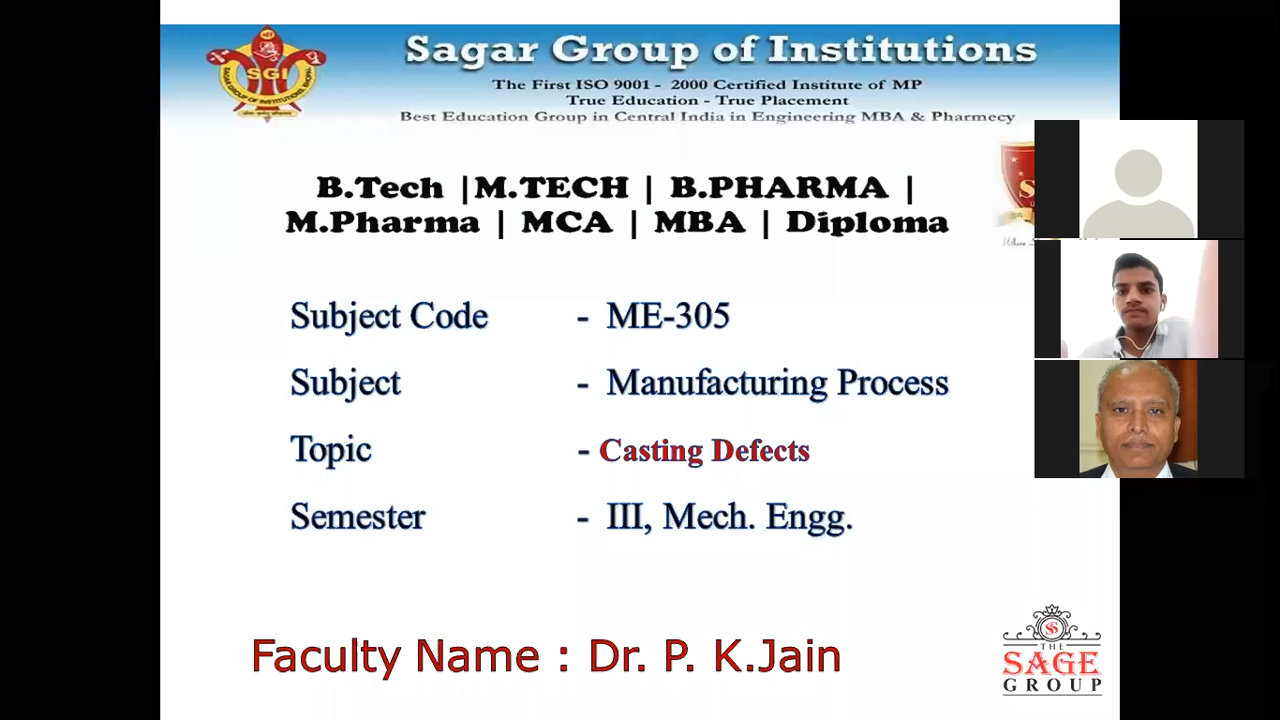 Sagar Group of Institutions
The First ISO 9001 - 2000 Certified Institute of MP
True Education - True Placement
Best Education Group in Central India in Engineering MBA & Pharmecy
SGI
B.Tech |M.TECH | B.PHARMA |
M.Pharma | MCA | MBA | Diploma
Subject Code - ME-305
Subject - Manufacturing Process
Topic - Casting Defects
Semester - III, Mech. Engg.
Faculty Name : Dr. P. K.Jain
THE
SAGE
GROUP